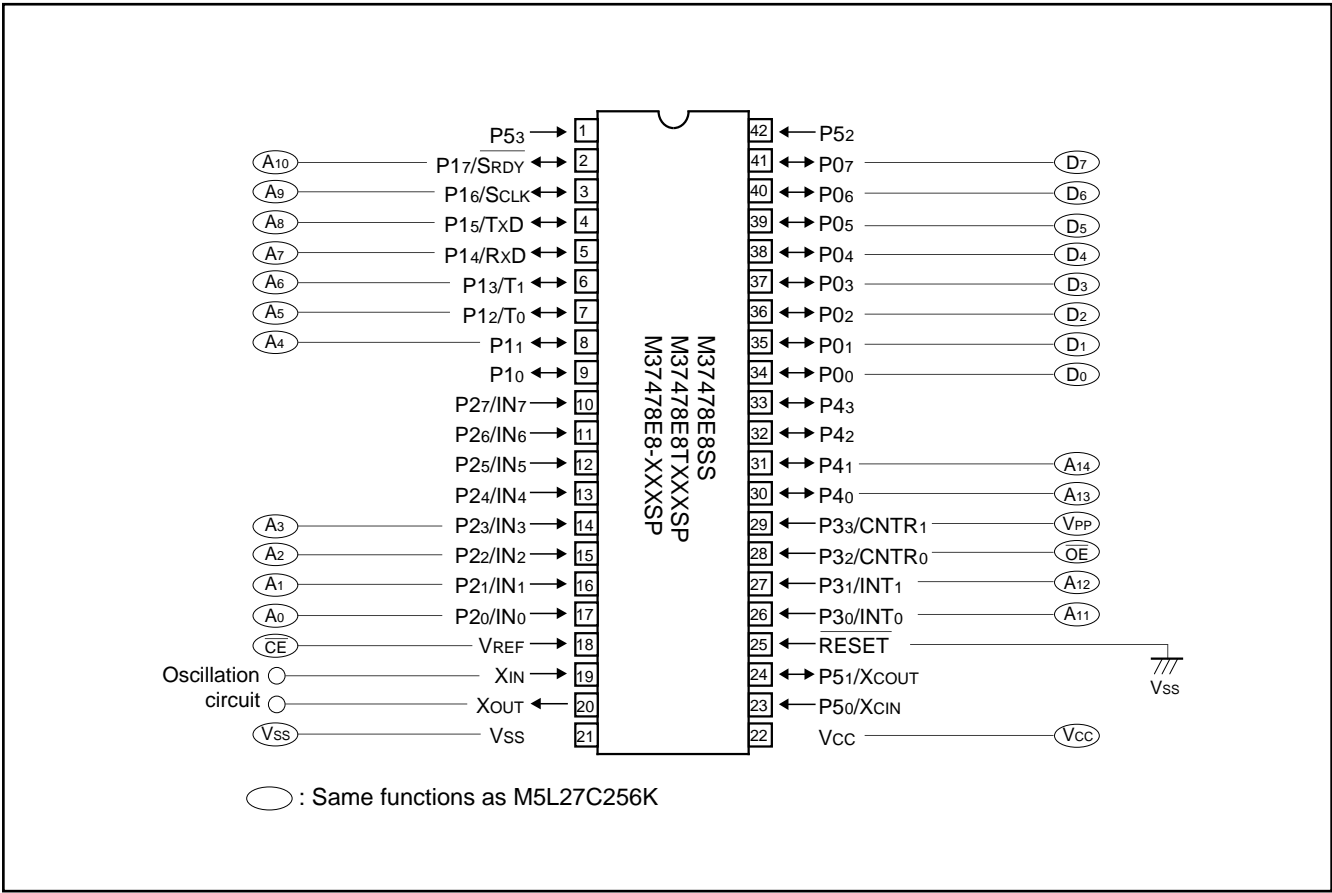 P53 1 42 P52
A10 P17/SRDY 2 41 P07 D7
A9 P16/SCLK 3 40 P06 D6
A8 P15/TXD 4 39 P05 D5
A7 P14/RXD 5 38 P04 D4
A6 P13/T1 6 37 P03 D3
A5 P12/T0 7 36 P02 D2
A4 P11 8 35 P01 D1
P10 9 34 P00 D0
P27/IN7 10 33 P43
P26/IN6 11 32 P42
P25/IN5 12 31 P41 A14
P24/IN4 13 30 P40 A13
A3 P23/IN3 14 29 P33/CNTR1 VPP
A2 P22/IN2 15 28 P32/CNTR0 OE
A1 P21/IN1 16 27 P31/INT1 A12
A0 P20/IN0 17 26 P30/INT0 A11
CE VREF 18 25 RESET
Oscillation XIN 19 24 P51/XCOUT VSS
circuit XOUT 20 23 P50/XCIN
VSS VSS 21 22 VCC VCC
M37478E8SS
M37478E8TXXXSP
M37478E8-XXXSP
: Same functions as M5L27C256K